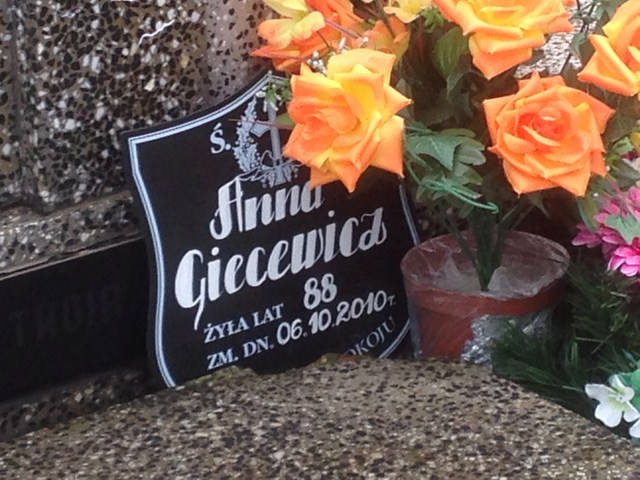 Ś.
Anna
Giecewicz
ŻYŁA LAT 88
ZM. DN. 06.10.2010 r.